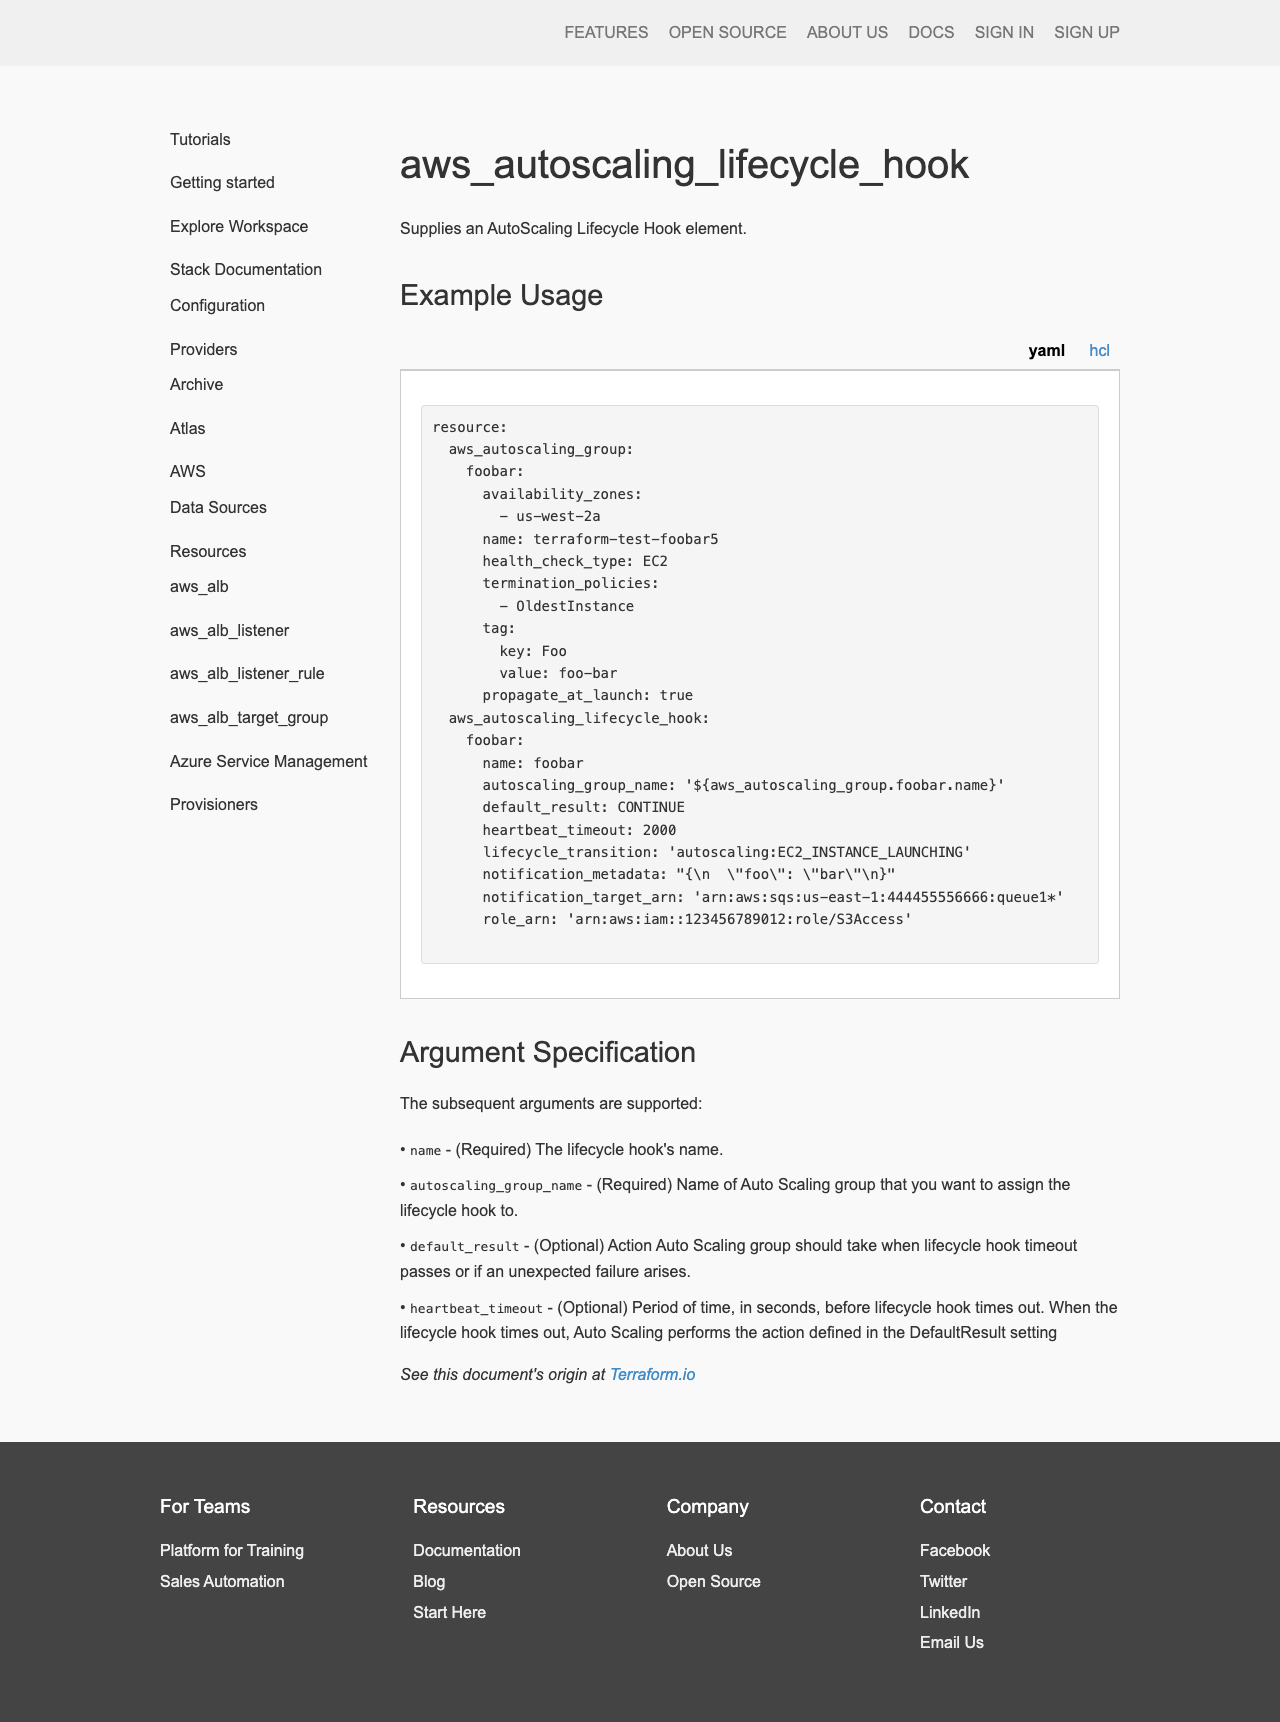 FEATURES OPEN SOURCE ABOUT US DOCS SIGN IN SIGN UP
Tutorials
Getting started
Explore Workspace
Stack Documentation
Configuration
Providers
Archive
Atlas
AWS
Data Sources
Resources
aws_alb
aws_alb_listener
aws_alb_listener_rule
aws_alb_target_group
Azure Service Management
Provisioners
aws_autoscaling_lifecycle_hook
Supplies an AutoScaling Lifecycle Hook element.
Example Usage
yaml hcl
resource:
  aws_autoscaling_group:
    foobar:
      availability_zones:
        - us-west-2a
      name: terraform-test-foobar5
      health_check_type: EC2
      termination_policies:
        - OldestInstance
      tag:
        key: Foo
        value: foo-bar
      propagate_at_launch: true
  aws_autoscaling_lifecycle_hook:
    foobar:
      name: foobar
      autoscaling_group_name: '${aws_autoscaling_group.foobar.name}'
      default_result: CONTINUE
      heartbeat_timeout: 2000
      lifecycle_transition: 'autoscaling:EC2_INSTANCE_LAUNCHING'
      notification_metadata: "{\n  \"foo\": \"bar\"\n}"
      notification_target_arn: 'arn:aws:sqs:us-east-1:444455556666:queue1*'
      role_arn: 'arn:aws:iam::123456789012:role/S3Access'
Argument Specification
The subsequent arguments are supported:
• name - (Required) The lifecycle hook's name.
• autoscaling_group_name - (Required) Name of Auto Scaling group that you want to assign the
lifecycle hook to.
• default_result - (Optional) Action Auto Scaling group should take when lifecycle hook timeout
passes or if an unexpected failure arises.
• heartbeat_timeout - (Optional) Period of time, in seconds, before lifecycle hook times out. When the
lifecycle hook times out, Auto Scaling performs the action defined in the DefaultResult setting
See this document's origin at Terraform.io
For Teams
Platform for Training
Sales Automation
Resources
Documentation
Blog
Start Here
Company
About Us
Open Source
Contact
Facebook
Twitter
LinkedIn
Email Us